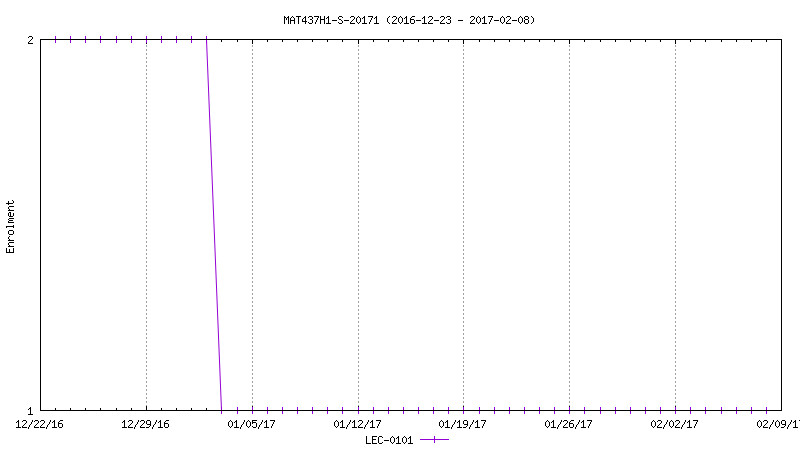 MAT437H1-S-20171 (2016-12-23 - 2017-02-08)
2
Enrolment
1
12/22/16 12/29/16 01/05/17 01/12/17 01/19/17 01/26/17 02/02/17 02/09/1
LEC-0101